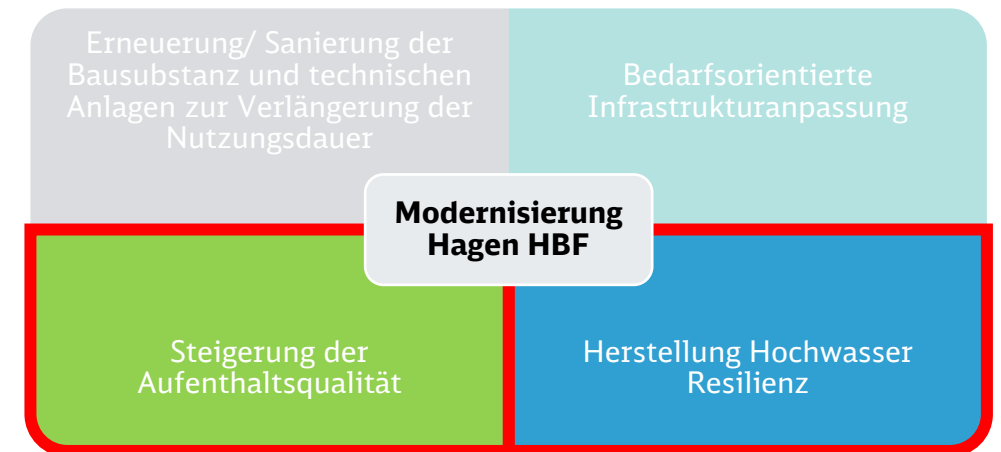 Erneuerung/ Sanierung der
Bausubstanz und technischen
Anlagen zur Verlängerung der
Nutzungsdauer
Bedarfsorientierte
Infrastrukturanpassung
Modernisierung
Hagen HBF
Steigerung der
Aufenthaltsqualität
Herstellung Hochwasser
Resilienz